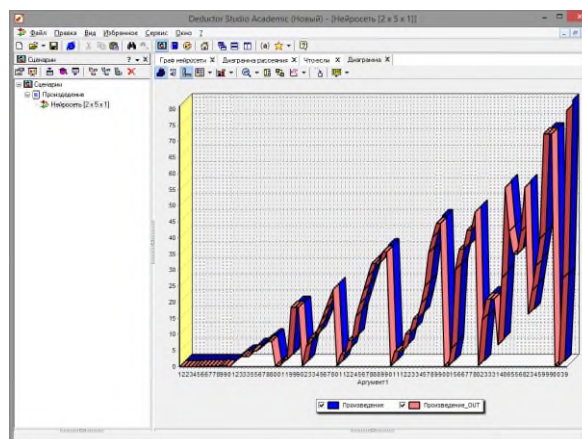 Deductor Studio Academic (Новый) - [Нейросеть [2 x 5 x 1]]
Файл Правка Вид Избранное Сервис Окно ?
Сценарии
Граф нейросети X Диаграмма рассеяния X Что-если X Диаграмма X
Сценарии
Произведение
Нейросеть [2 x 5 x 1]
80
75
70
65
60
55
50
45
40
35
30
25
20
15
10
5
0
Аргумент1
Произведение Произведение_OUT